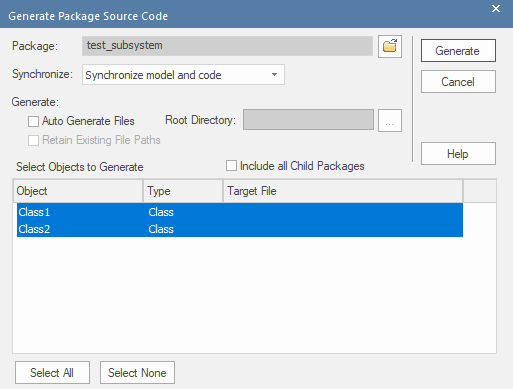 Generate Package Source Code
Package: test_subsystem
Generate
Synchronize: Synchronize model and code
Cancel
Generate:
Auto Generate Files Root Directory: ...
Retain Existing File Paths
Help
Select Objects to Generate Include all Child Packages
Object Type Target File
Class1 Class
Class2 Class
Select All Select None